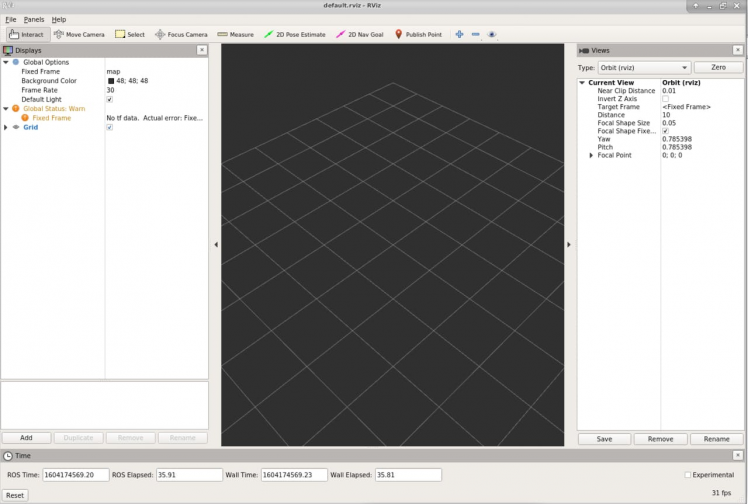 default.rviz - RViz
File Panels Help
Interact Move Camera Select Focus Camera Measure 2D Pose Estimate 2D Nav Goal Publish Point
Displays
Global Options
Fixed Frame map
Background Color 48; 48; 48
Frame Rate 30
Default Light
Global Status: Warn
Fixed Frame No tf data. Actual error: Fixe...
Grid
Add Duplicate Remove Rename
Views
Type: Orbit (rviz) Zero
Current View Orbit (rviz)
Near Clip Distance 0.01
Invert Z Axis
Target Frame <Fixed Frame>
Distance 10
Focal Shape Size 0.05
Focal Shape Fixe...
Yaw 0.785398
Pitch 0.785398
Focal Point 0; 0; 0
Save Remove Rename
Time
ROS Time: 1604174569.20 ROS Elapsed: 35.91 Wall Time: 1604174569.23 Wall Elapsed: 35.81 Experimental
Reset 31 fps